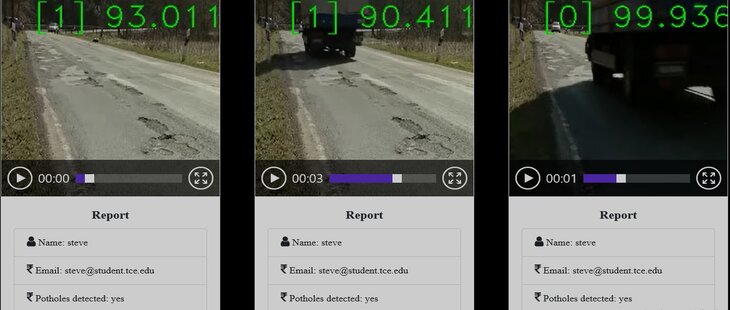 [1] 93.011
00:00
Report
Name: steve
Email: steve@student.tce.edu
Potholes detected: yes
[1] 90.411
00:03
Report
Name: steve
Email: steve@student.tce.edu
Potholes detected: yes
[0] 99.936
00:01
Report
Name: steve
Email: steve@student.tce.edu
Potholes detected: yes